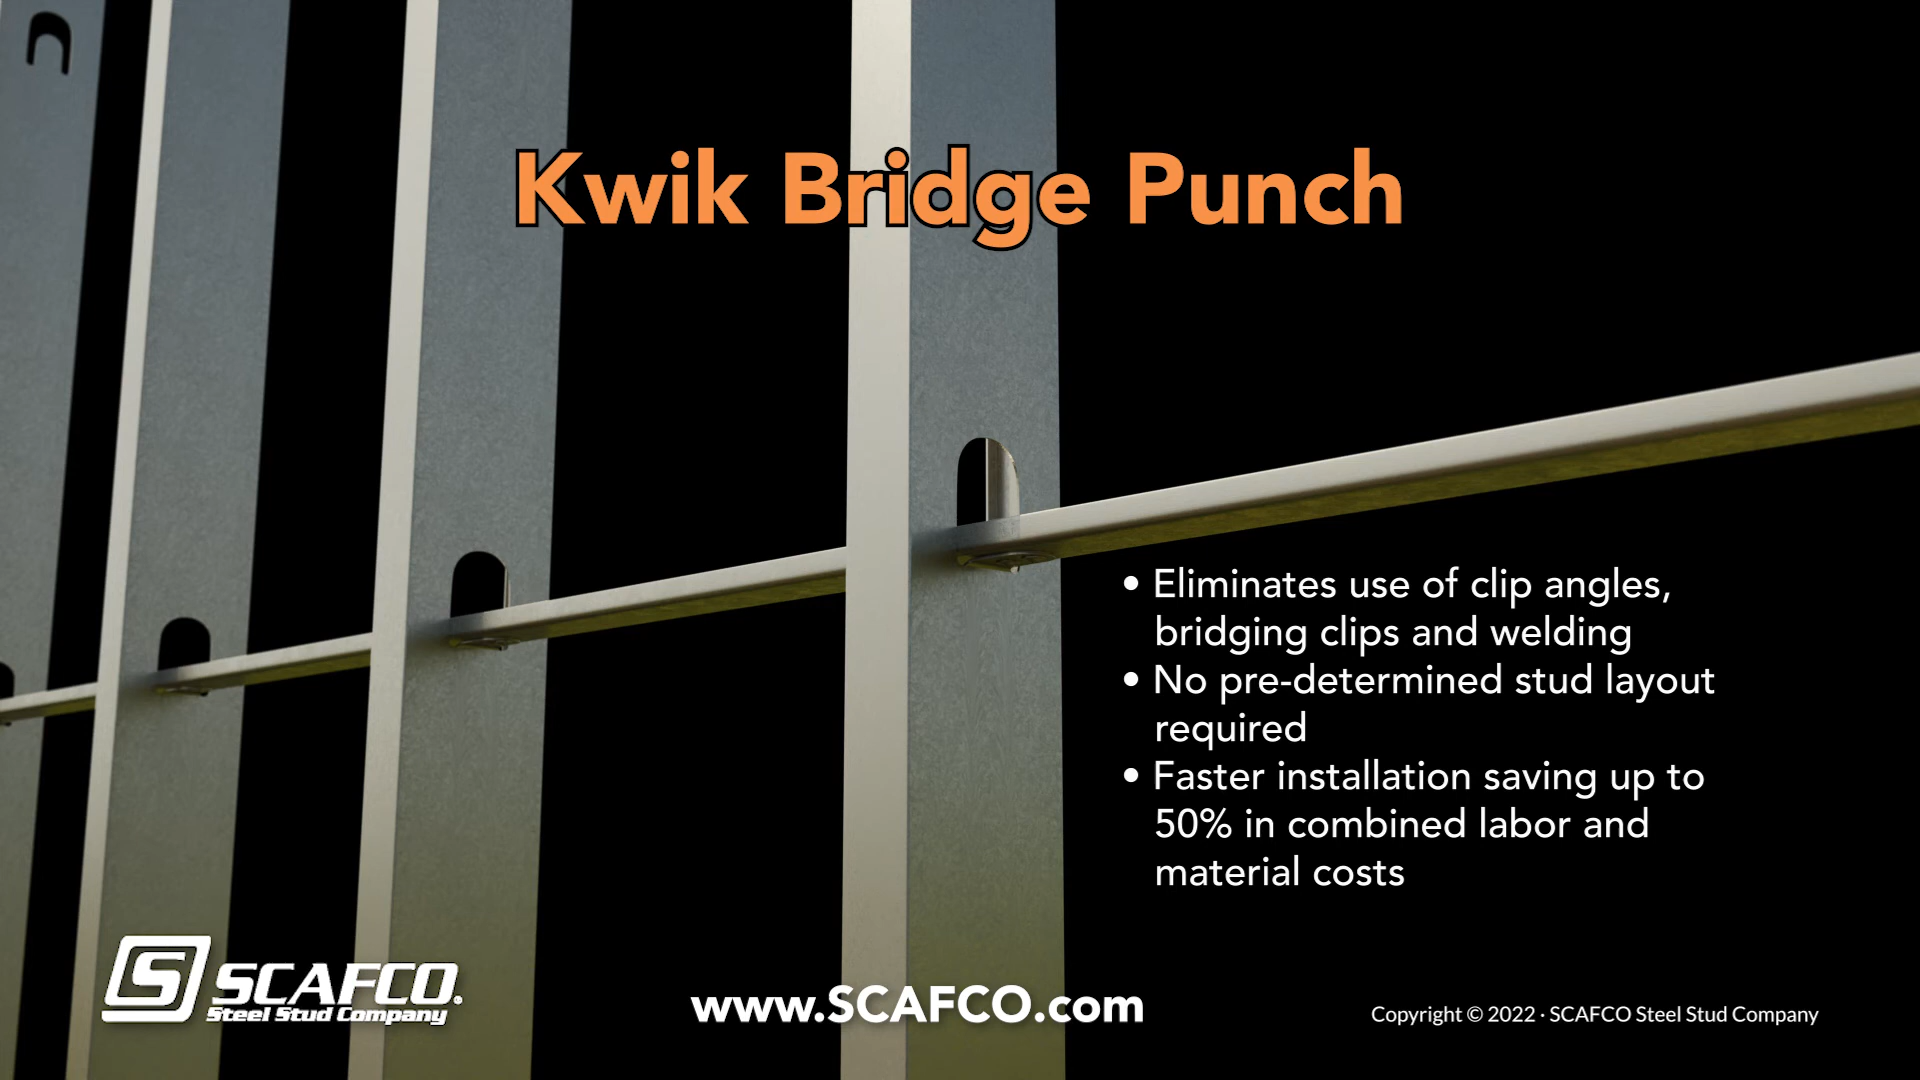 Kwik Bridge Punch
• Eliminates use of clip angles,
bridging clips and welding
• No pre-determined stud layout
required
• Faster installation saving up to
50% in combined labor and
material costs
S SCAFCO®
Steel Stud Company
www.SCAFCO.com
Copyright © 2022 · SCAFCO Steel Stud Company